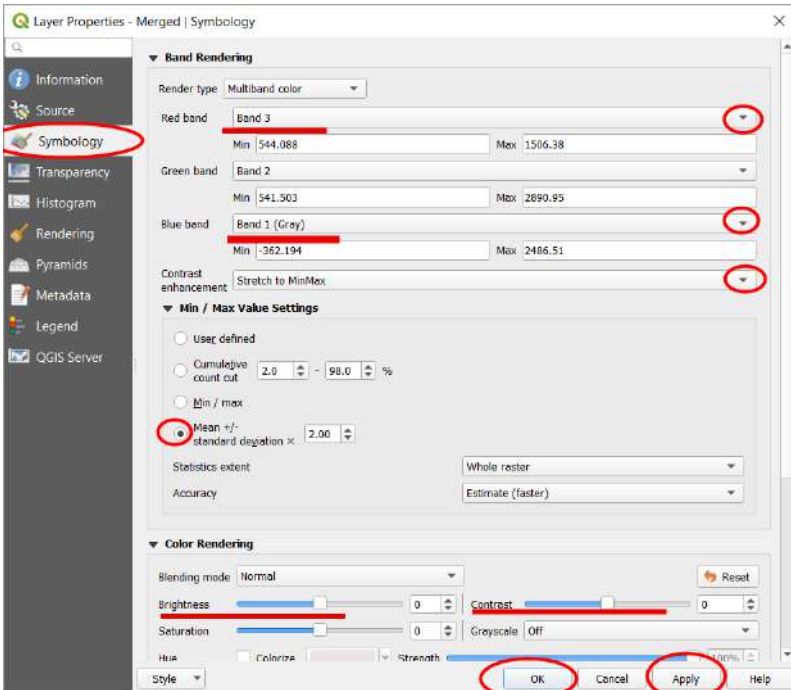 Layer Properties - Merged | Symbology
Information
Source
Symbology
Transparency
Histogram
Rendering
Pyramids
Metadata
Legend
QGIS Server
Band Rendering
Render type Multiband color
Red band Band 3
Min 544.088 Max 1506.38
Green band Band 2
Min 541.503 Max 2890.95
Blue band Band 1 (Gray)
Min -362.194 Max 2486.51
Contrast
enhancement Stretch to MinMax
Min / Max Value Settings
User defined
Cumulative
count cut 2.0 - 98.0 %
Min / max
Mean +/-
standard deviation × 2.00
Statistics extent Whole raster
Accuracy Estimate (faster)
Color Rendering
Blending mode Normal Reset
Brightness 0 Contrast 0
Saturation 0 Grayscale Off
Hue Colorize Strength 100%
Style OK Cancel Apply Help